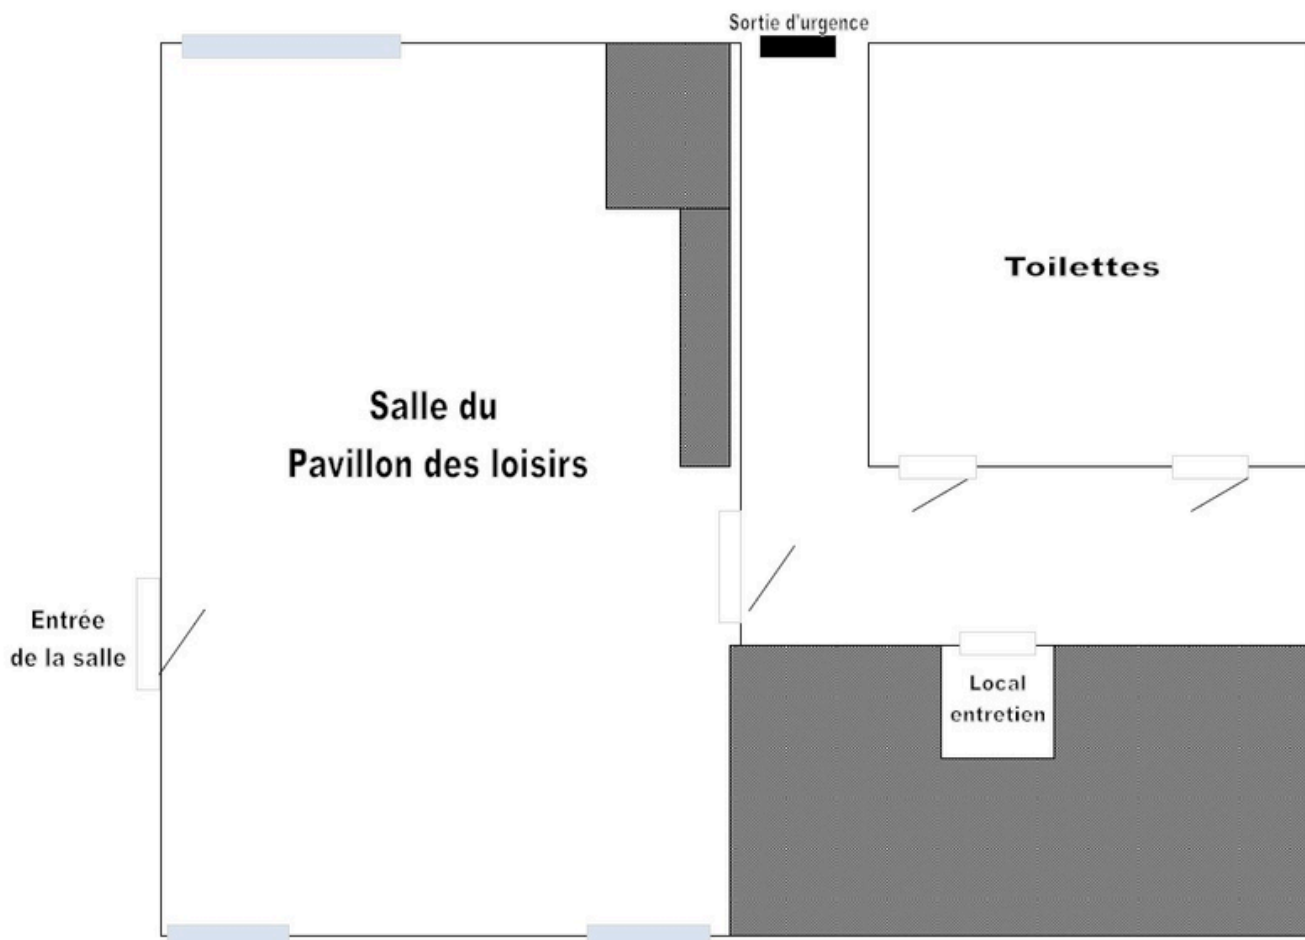 Sortie d'urgence
Toilettes
Salle du
Pavillon des loisirs
Entrée
de la salle
Local
entretien